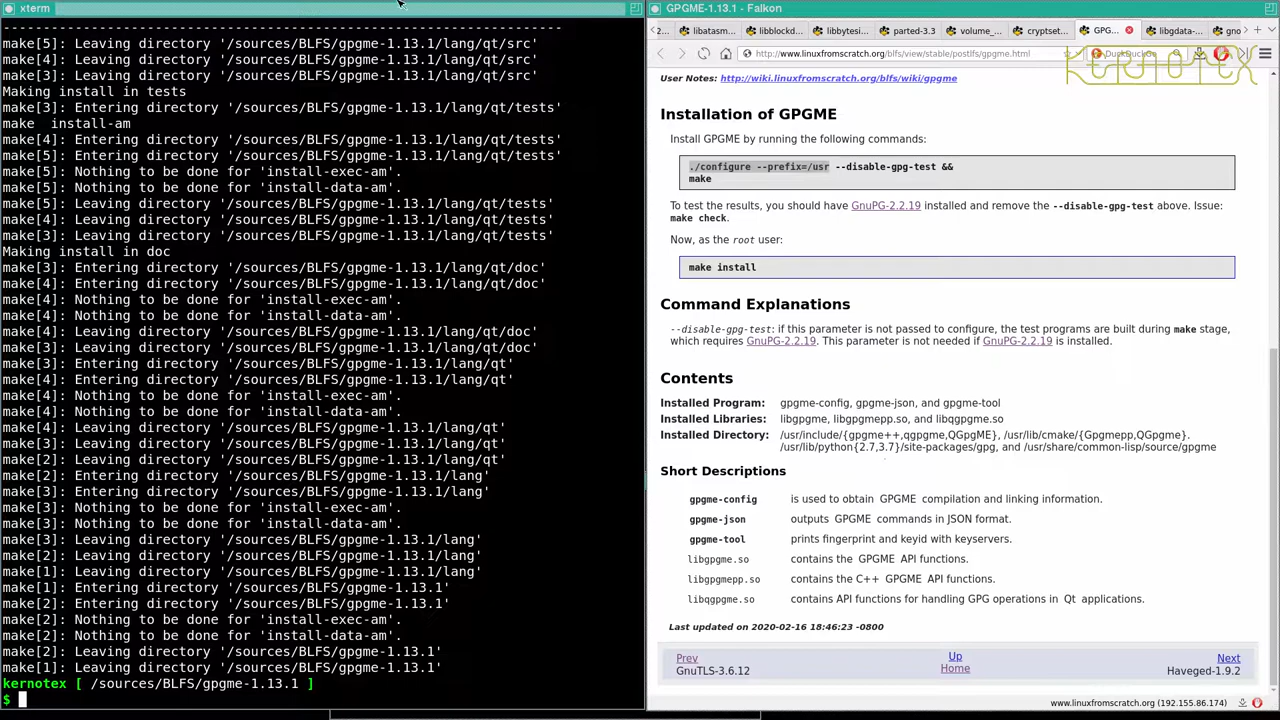 xterm
-----------------------------------------------------------------------
make[5]: Leaving directory '/sources/BLFS/gpgme-1.13.1/lang/qt/src'
make[4]: Leaving directory '/sources/BLFS/gpgme-1.13.1/lang/qt/src'
make[3]: Leaving directory '/sources/BLFS/gpgme-1.13.1/lang/qt/src'
Making install in tests
make[3]: Entering directory '/sources/BLFS/gpgme-1.13.1/lang/qt/tests'
make  install-am
make[4]: Entering directory '/sources/BLFS/gpgme-1.13.1/lang/qt/tests'
make[5]: Entering directory '/sources/BLFS/gpgme-1.13.1/lang/qt/tests'
make[5]: Nothing to be done for 'install-exec-am'.
make[5]: Nothing to be done for 'install-data-am'.
make[5]: Leaving directory '/sources/BLFS/gpgme-1.13.1/lang/qt/tests'
make[4]: Leaving directory '/sources/BLFS/gpgme-1.13.1/lang/qt/tests'
make[3]: Leaving directory '/sources/BLFS/gpgme-1.13.1/lang/qt/tests'
Making install in doc
make[3]: Entering directory '/sources/BLFS/gpgme-1.13.1/lang/qt/doc'
make[4]: Entering directory '/sources/BLFS/gpgme-1.13.1/lang/qt/doc'
make[4]: Nothing to be done for 'install-exec-am'.
make[4]: Nothing to be done for 'install-data-am'.
make[4]: Leaving directory '/sources/BLFS/gpgme-1.13.1/lang/qt/doc'
make[3]: Leaving directory '/sources/BLFS/gpgme-1.13.1/lang/qt/doc'
make[3]: Entering directory '/sources/BLFS/gpgme-1.13.1/lang/qt'
make[4]: Entering directory '/sources/BLFS/gpgme-1.13.1/lang/qt'
make[4]: Nothing to be done for 'install-exec-am'.
make[4]: Nothing to be done for 'install-data-am'.
make[4]: Leaving directory '/sources/BLFS/gpgme-1.13.1/lang/qt'
make[3]: Leaving directory '/sources/BLFS/gpgme-1.13.1/lang/qt'
make[2]: Leaving directory '/sources/BLFS/gpgme-1.13.1/lang/qt'
make[2]: Entering directory '/sources/BLFS/gpgme-1.13.1/lang'
make[3]: Entering directory '/sources/BLFS/gpgme-1.13.1/lang'
make[3]: Nothing to be done for 'install-exec-am'.
make[3]: Nothing to be done for 'install-data-am'.
make[3]: Leaving directory '/sources/BLFS/gpgme-1.13.1/lang'
make[2]: Leaving directory '/sources/BLFS/gpgme-1.13.1/lang'
make[1]: Leaving directory '/sources/BLFS/gpgme-1.13.1/lang'
make[1]: Entering directory '/sources/BLFS/gpgme-1.13.1'
make[2]: Entering directory '/sources/BLFS/gpgme-1.13.1'
make[2]: Nothing to be done for 'install-exec-am'.
make[2]: Nothing to be done for 'install-data-am'.
make[2]: Leaving directory '/sources/BLFS/gpgme-1.13.1'
make[1]: Leaving directory '/sources/BLFS/gpgme-1.13.1'
kernotex [ /sources/BLFS/gpgme-1.13.1 ]
$
GPGME-1.13.1 - Falkon
libatasm... libblockd... libbytesi... parted-3.3 volume_... cryptset... GPG... libgdata-... gno
http://www.linuxfromscratch.org/blfs/view/stable/postlfs/gpgme.html DuckDuckGo
KERNOTEX
User Notes: http://wiki.linuxfromscratch.org/blfs/wiki/gpgme
Installation of GPGME
Install GPGME by running the following commands:
./configure --prefix=/usr --disable-gpg-test &&
make
To test the results, you should have GnuPG-2.2.19 installed and remove the --disable-gpg-test above. Issue:
make check.
Now, as the root user:
make install
Command Explanations
--disable-gpg-test: if this parameter is not passed to configure, the test programs are built during make stage,
which requires GnuPG-2.2.19. This parameter is not needed if GnuPG-2.2.19 is installed.
Contents
Installed Program: gpgme-config, gpgme-json, and gpgme-tool
Installed Libraries: libgpgme, libgpgmepp.so, and libqgpgme.so
Installed Directory: /usr/include/{gpgme++,qgpgme,QGpgME}, /usr/lib/cmake/{Gpgmepp,QGpgme}.
/usr/lib/python{2.7,3.7}/site-packages/gpg, and /usr/share/common-lisp/source/gpgme
Short Descriptions
gpgme-config is used to obtain GPGME compilation and linking information.
gpgme-json outputs GPGME commands in JSON format.
gpgme-tool prints fingerprint and keyid with keyservers.
libgpgme.so contains the GPGME API functions.
libgpgmepp.so contains the C++ GPGME API functions.
libqgpgme.so contains API functions for handling GPG operations in Qt applications.
Last updated on 2020-02-16 18:46:23 -0800
Prev Up Next
GnuTLS-3.6.12 Home Haveged-1.9.2
www.linuxfromscratch.org (192.155.86.174)